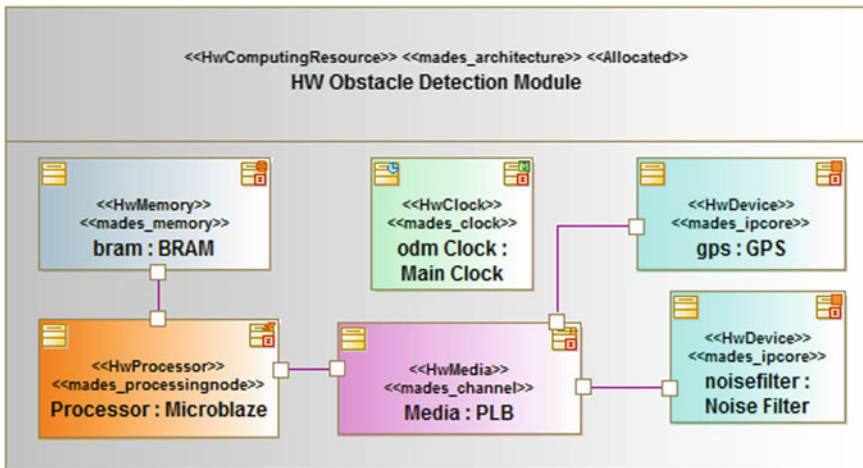 <<HwComputingResource>> <<mades_architecture>> <<Allocated>>
HW Obstacle Detection Module
<<HwMemory>>
<<mades_memory>>
bram : BRAM
<<HwClock>>
<<mades_clock>>
odm Clock :
Main Clock
<<HwDevice>>
<<mades_ipcore>>
gps : GPS
<<HwProcessor>>
<<mades_processingnode>>
Processor : Microblaze
<<HwMedia>>
<<mades_channel>>
Media : PLB
<<HwDevice>>
<<mades_ipcore>>
noisefilter :
Noise Filter